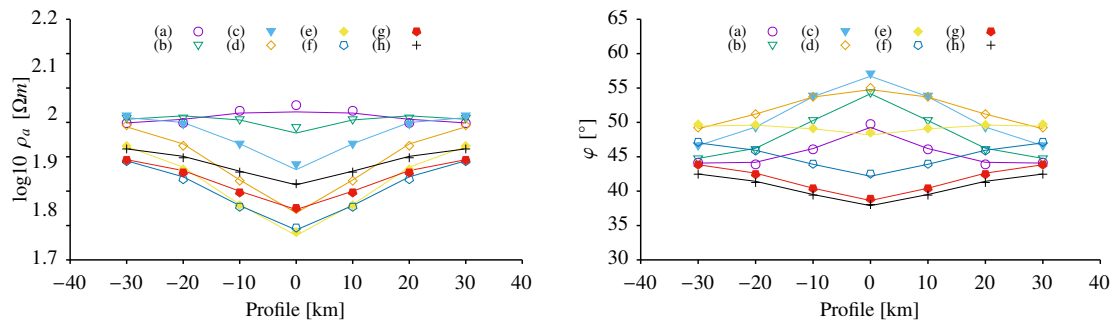 2.2
2.1
2
1.9
1.8
1.7
log10 ρa [Ωm]
(a) (c) (e) (g)
(b) (d) (f) (h)
−40 −30 −20 −10 0 10 20 30 40
Profile [km]
65
60
55
50
45
40
35
30
φ [°]
(a) (c) (e) (g)
(b) (d) (f) (h)
−40 −30 −20 −10 0 10 20 30 40
Profile [km]